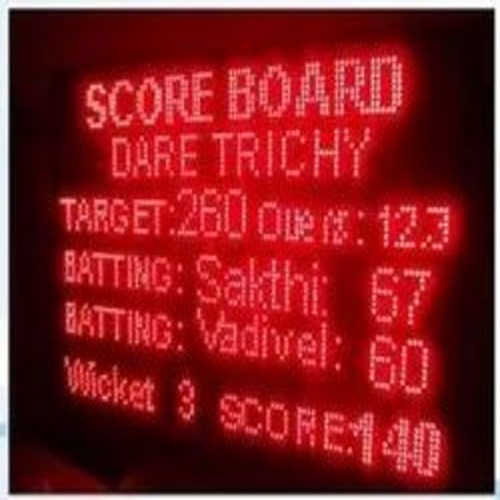 SCORE BOARD
DARE TRICHY
TARGET:260 Overs: 12.3
BATTING: Sakthi: 67
BATTING: Vadivel: 60
Wicket 3 SCORE:140